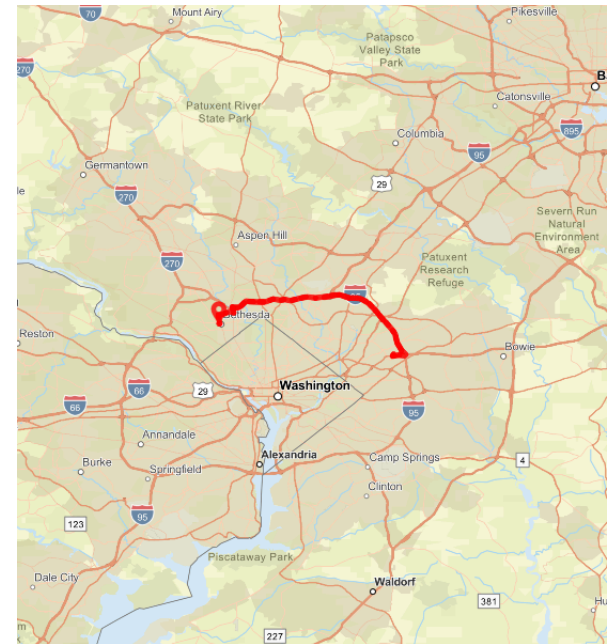 70
Mount Airy
Pikesville
Patapsco
Valley State
Park
270
B
Catonsville
Patuxent River
State Park
895
Columbia
95
Germantown
29
270
Severn Run
Natural
Environment
Area
Aspen Hill
270
Patuxent
Research
Refuge
Bethesda
Reston
Bowie
66
29
Washington
66
95
Annandale
Alexandria
Camp Springs
Burke
Springfield
4
Clinton
95
123
Piscataway Park
Dale City
Waldorf
381
Hu
227